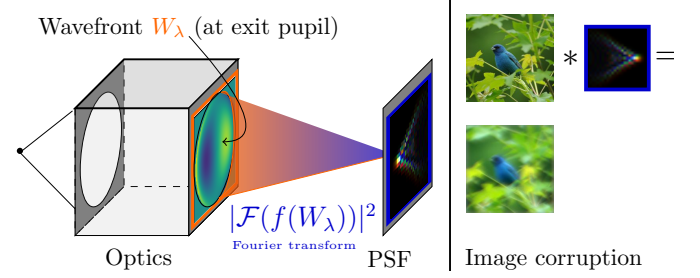 Wavefront W_λ (at exit pupil)
* =
|ℱ(f(W_λ))|²
Fourier transform
Optics
PSF
Image corruption